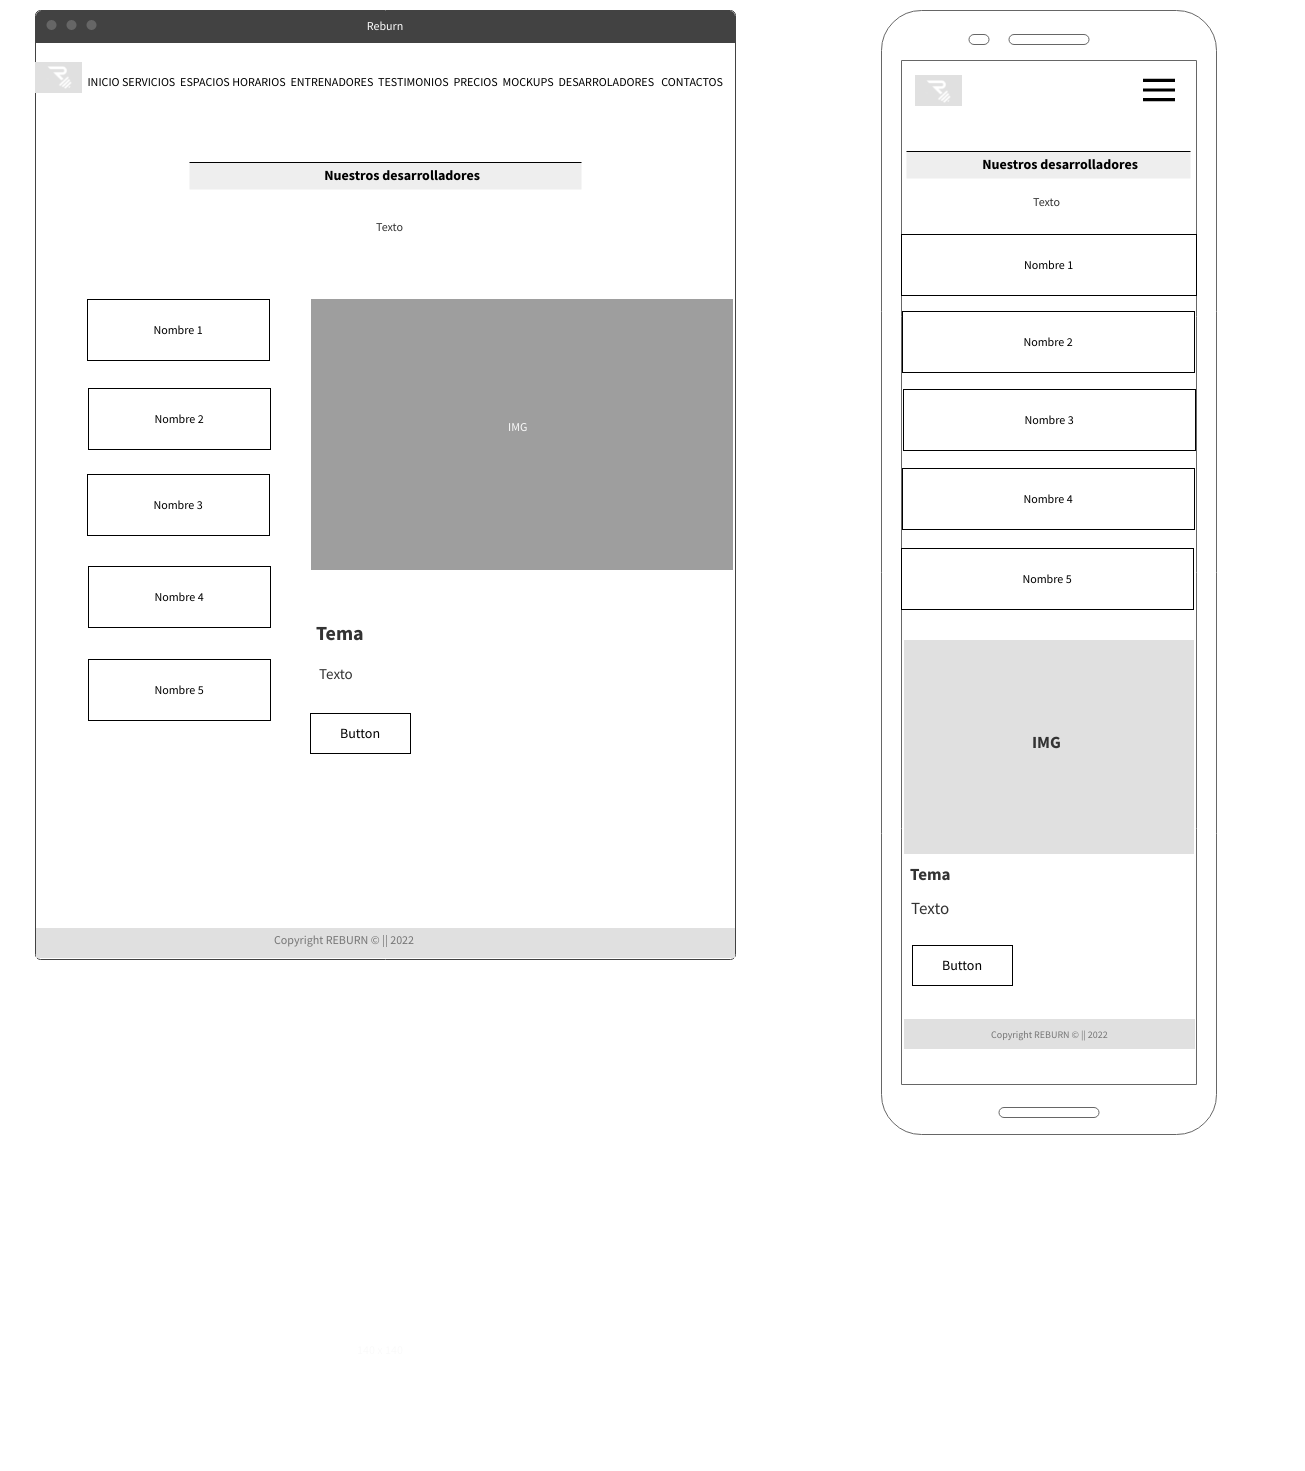 Reburn
INICIO SERVICIOS ESPACIOS HORARIOS ENTRENADORES TESTIMONIOS PRECIOS MOCKUPS DESARROLADORES CONTACTOS
Nuestros desarrolladores
Texto
Nombre 1
Nombre 2
Nombre 3
Nombre 4
Nombre 5
IMG
Tema
Texto
Button
Copyright REBURN © || 2022
Nuestros desarrolladores
Texto
Nombre 1
Nombre 2
Nombre 3
Nombre 4
Nombre 5
IMG
Tema
Texto
Button
Copyright REBURN © || 2022